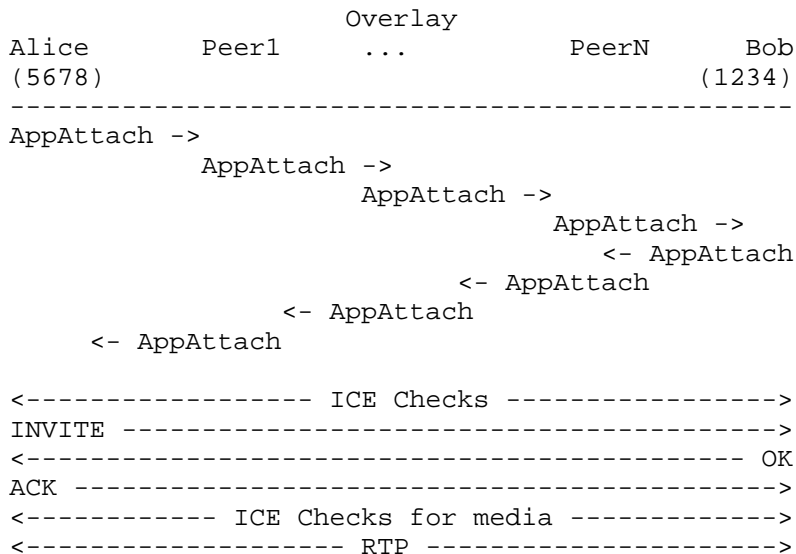 Overlay
Alice       Peer1    ...          PeerN     Bob
(5678)                                     (1234)
-------------------------------------------------
AppAttach ->
            AppAttach ->
                      AppAttach ->
                                  AppAttach ->
                                     <- AppAttach
                            <- AppAttach
                 <- AppAttach
     <- AppAttach

<------------------ ICE Checks ----------------->
INVITE ----------------------------------------->
<--------------------------------------------- OK
ACK -------------------------------------------->
<------------ ICE Checks for media ------------->
<-------------------- RTP ---------------------->